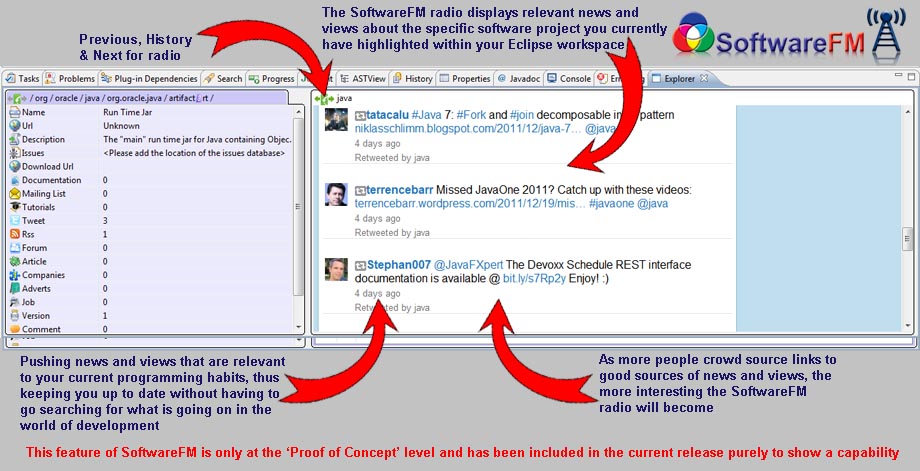 The SoftwareFM radio displays relevant news and
views about the specific software project you currently
have highlighted within your Eclipse workspace
Previous, History
& Next for radio
SoftwareFM
Tasks Problems Plug-in Dependencies Search Progress ASTView History Properties Javadoc Console Explorer
/ org / oracle / java / org.oracle.java / artifact / rt /
Name Run Time Jar
Url Unknown
Description The "main" run time jar for Java containing Objec.
Issues <Please add the location of the issues database>
Download Url
Documentation 0
Mailing List 0
Tutorials 0
Tweet 3
Rss 1
Forum 0
Article 0
Companies 0
Adverts 0
Job 0
Version 1
Comment 0
java
tatacalu #Java 7: #Fork and #join decomposable pattern
niklasschlimm.blogspot.com/2011/12/java-7… @java
4 days ago
Retweeted by java
terrencebarr Missed JavaOne 2011? Catch up with these videos:
terrencebarr.wordpress.com/2011/12/19/mis… #javaone @java
4 days ago
Retweeted by java
Stephan007 @JavaFXpert The Devoxx Schedule REST interface
documentation is available @ bit.ly/s7Rp2y Enjoy! :)
4 days ago
Retweeted by java
Pushing news and views that are relevant
to your current programming habits, thus
keeping you up to date without having to
go searching for what is going on in the
world of development
As more people crowd source links to
good sources of news and views, the
more interesting the SoftwareFM
radio will become
This feature of SoftwareFM is only at the ‘Proof of Concept’ level and has been included in the current release purely to show a capability